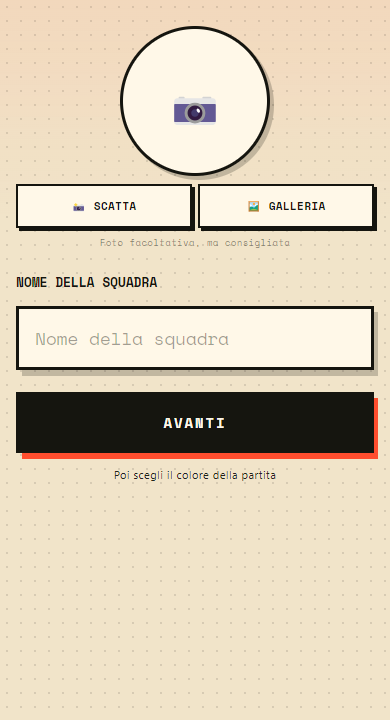 SCATTA
GALLERIA
Foto facoltativa, ma consigliata
NOME DELLA SQUADRA
Nome della squadra
AVANTI
Poi scegli il colore della partita